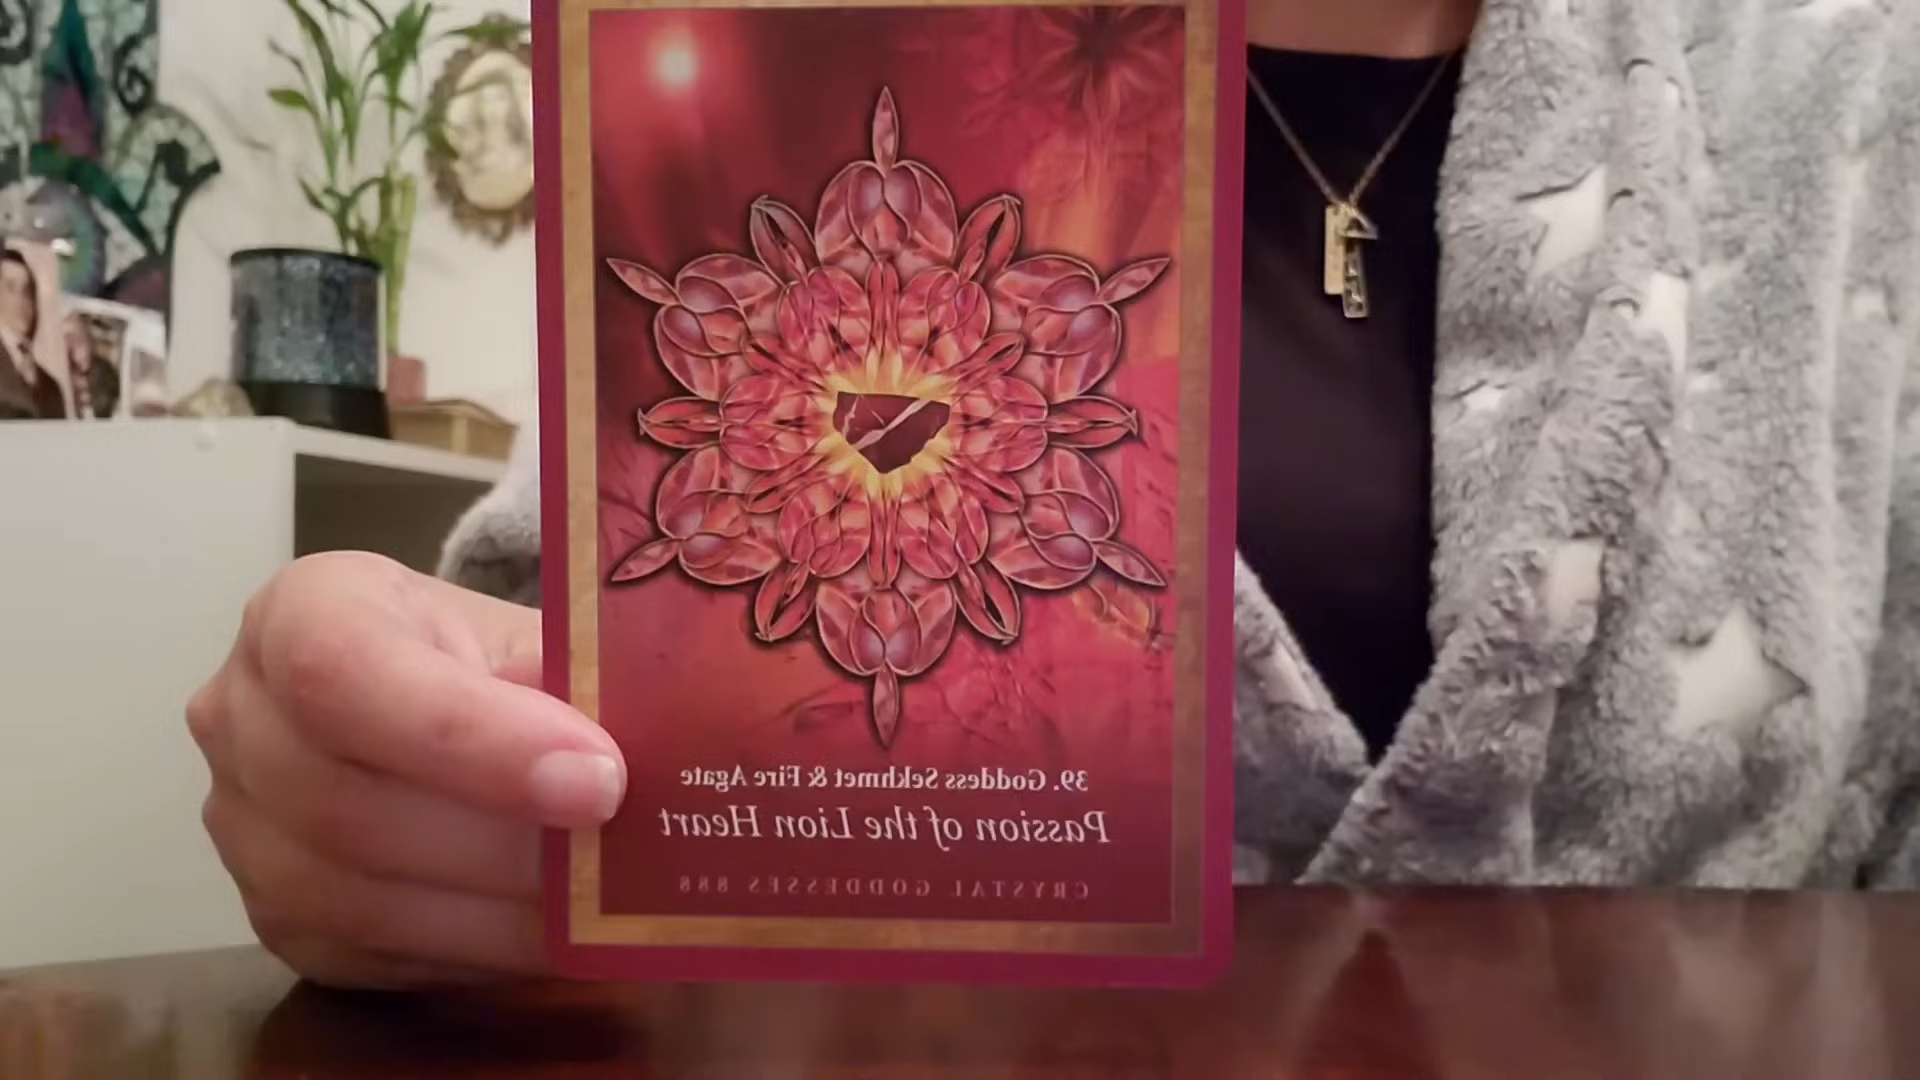 39. Goddess Sekhmet & Fire Agate
Passion of the Lion Heart
CRYSTAL GODDESSES 888